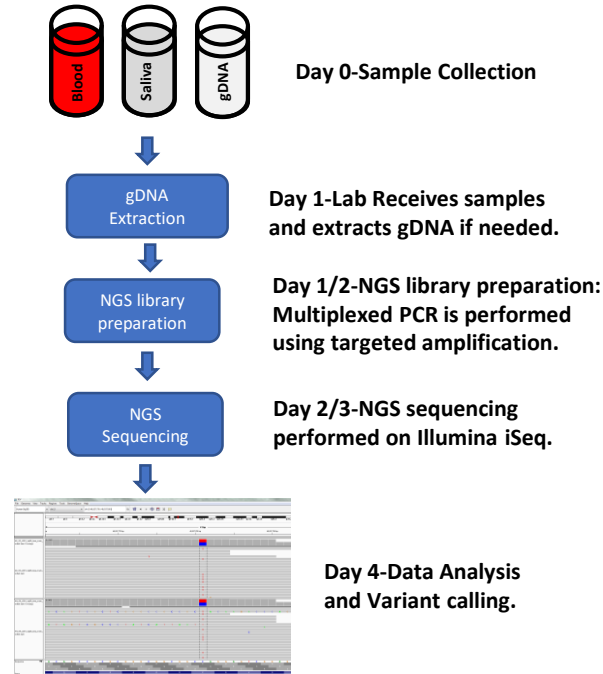 Blood
Saliva
gDNA
Day 0-Sample Collection
gDNA
Extraction
Day 1-Lab Receives samples
and extracts gDNA if needed.
NGS library
preparation
Day 1/2-NGS library preparation:
Multiplexed PCR is performed
using targeted amplification.
NGS
Sequencing
Day 2/3-NGS sequencing
performed on Illumina iSeq.
Day 4-Data Analysis
and Variant calling.